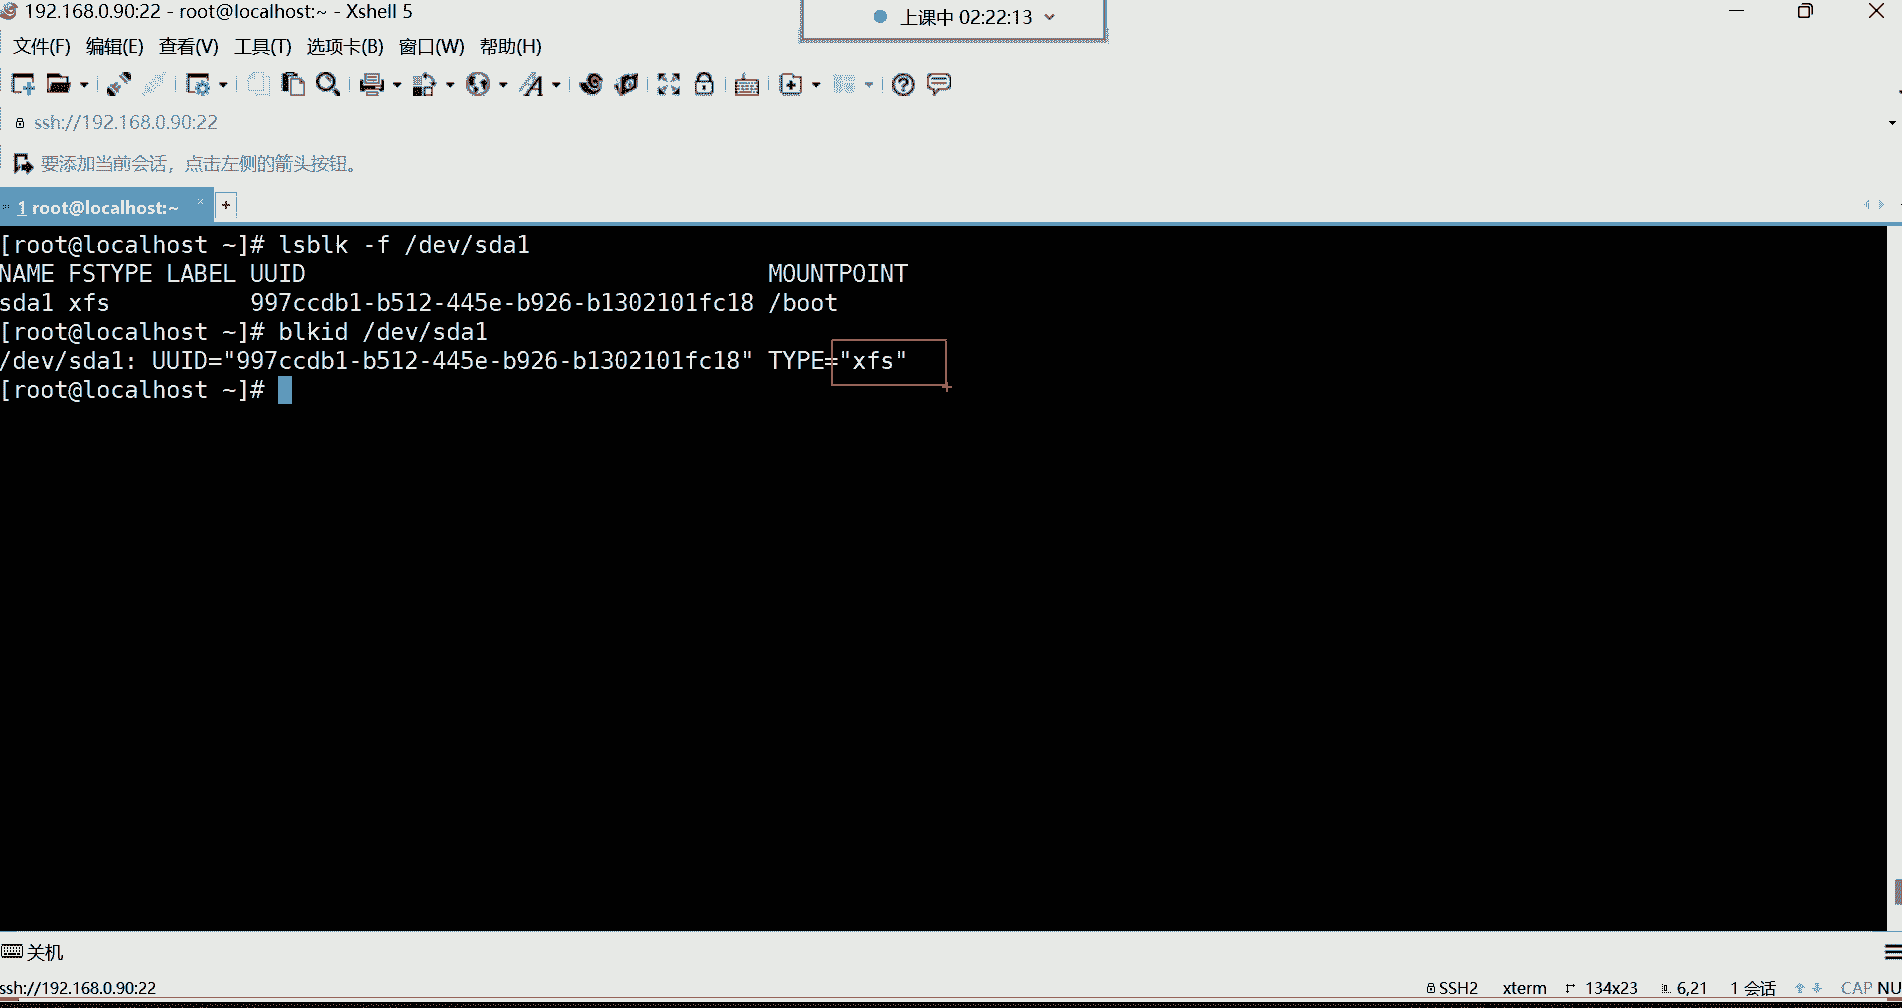 192.168.0.90:22 - root@localhost:~ - Xshell 5
上课中 02:22:13
文件(F) 编辑(E) 查看(V) 工具(T) 选项卡(B) 窗口(W) 帮助(H)
ssh://192.168.0.90:22
要添加当前会话，点击左侧的箭头按钮。
1 root@localhost:~
[root@localhost ~]# lsblk -f /dev/sda1
NAME FSTYPE LABEL UUID                                 MOUNTPOINT
sda1 xfs          997ccdb1-b512-445e-b926-b1302101fc18 /boot
[root@localhost ~]# blkid /dev/sda1
/dev/sda1: UUID="997ccdb1-b512-445e-b926-b1302101fc18" TYPE="xfs"
[root@localhost ~]#
关机
ssh://192.168.0.90:22 SSH2 xterm 134x23 6,21 1 会话 CAP NU